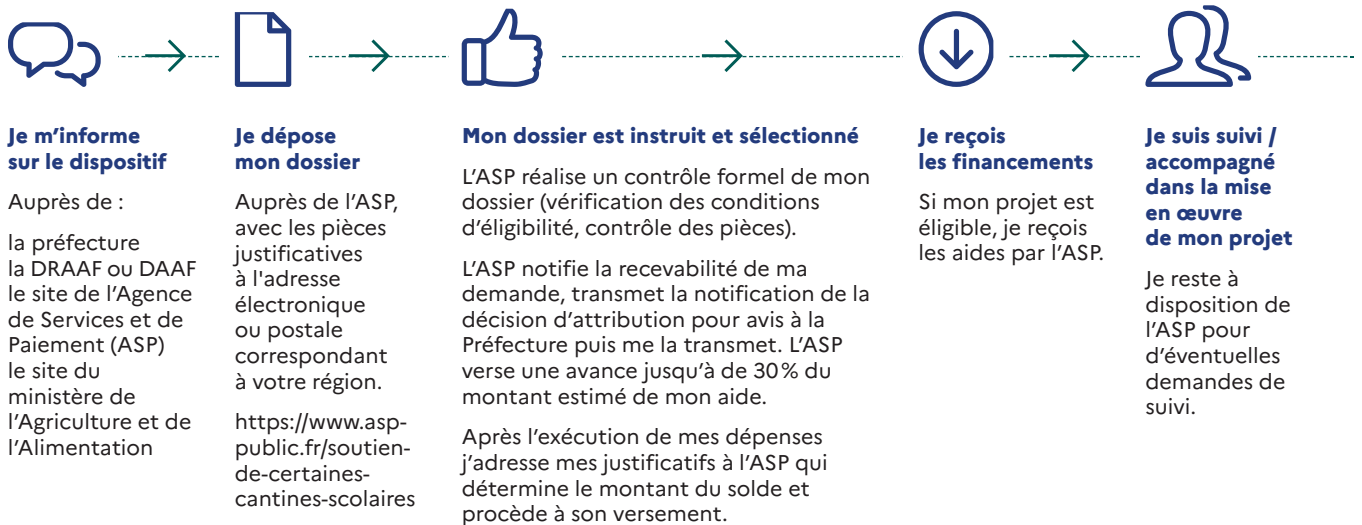 Je m’informe
sur le dispositif
Auprès de :
la préfecture
la DRAAF ou DAAF
le site de l’Agence
de Services et de
Paiement (ASP)
le site du
ministère de
l’Agriculture et de
l’Alimentation
Je dépose
mon dossier
Auprès de l’ASP,
avec les pièces
justificatives
à l'adresse
électronique
ou postale
correspondant
à votre région.
https://www.asp-
public.fr/soutien-
de-certaines-
cantines-scolaires
Mon dossier est instruit et sélectionné
L’ASP réalise un contrôle formel de mon
dossier (vérification des conditions
d’éligibilité, contrôle des pièces).
L’ASP notifie la recevabilité de ma
demande, transmet la notification de la
décision d’attribution pour avis à la
Préfecture puis me la transmet. L’ASP
verse une avance jusqu’à de 30 % du
montant estimé de mon aide.
Après l’exécution de mes dépenses
j’adresse mes justificatifs à l’ASP qui
détermine le montant du solde et
procède à son versement.
Je reçois
les financements
Si mon projet est
éligible, je reçois
les aides par l’ASP.
Je suis suivi /
accompagné
dans la mise
en œuvre
de mon projet
Je reste à
disposition de
l’ASP pour
d’éventuelles
demandes de
suivi.